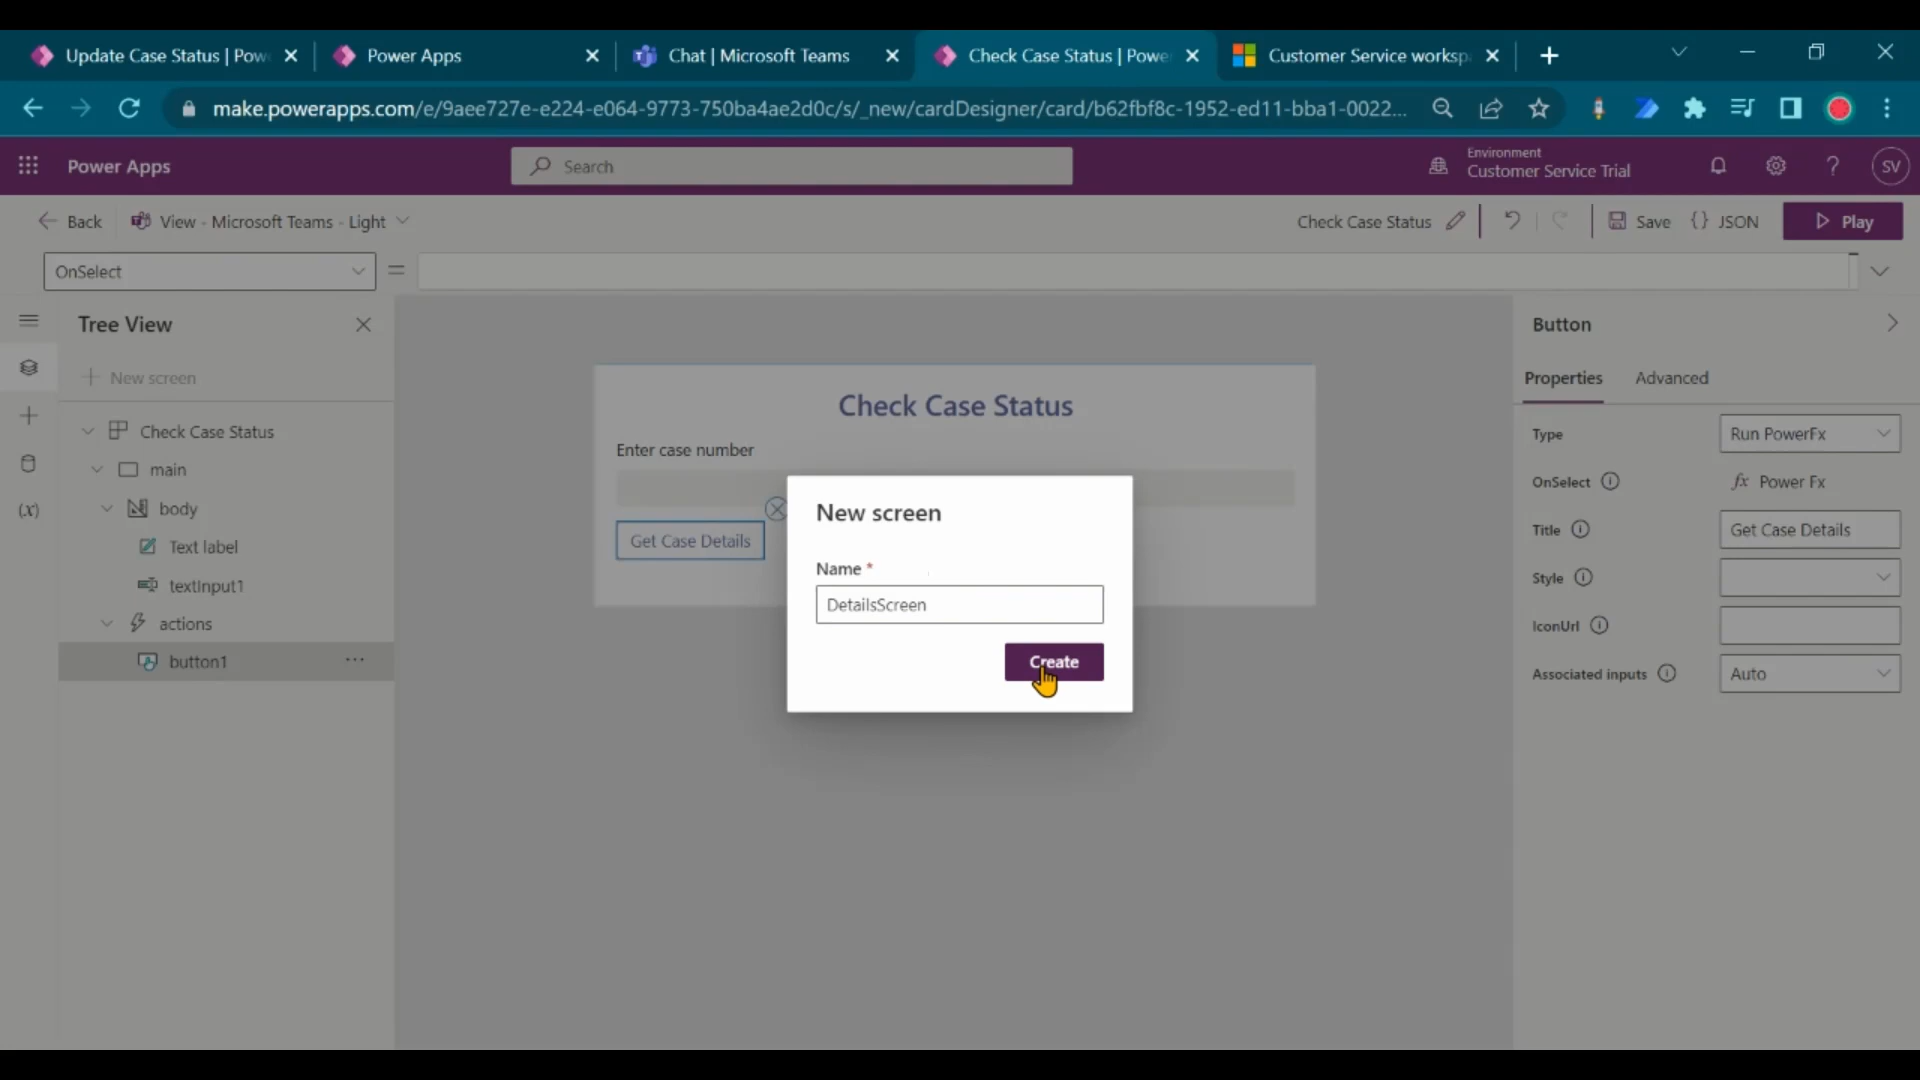 Update Case Status | Pow
Power Apps
Chat | Microsoft Teams
Check Case Status | Powe
Customer Service worksp
make.powerapps.com/e/9aee727e-e224-e064-9773-750ba4ae2d0c/s/_new/cardDesigner/card/b62fbf8c-1952-ed11-bba1-0022...
Power Apps
Search
Environment
Customer Service Trial
SV
Back
View - Microsoft Teams - Light
Check Case Status
Save
{} JSON
Play
OnSelect
=
Tree View
New screen
Check Case Status
main
body
Text label
textInput1
actions
button1
(x)
Check Case Status
Enter case number
Get Case Details
New screen
Name *
DetailsScreen
Create
Button
Properties
Advanced
Type
Run PowerFx
OnSelect
fx Power Fx
Title
Get Case Details
Style
IconUrl
Associated inputs
Auto